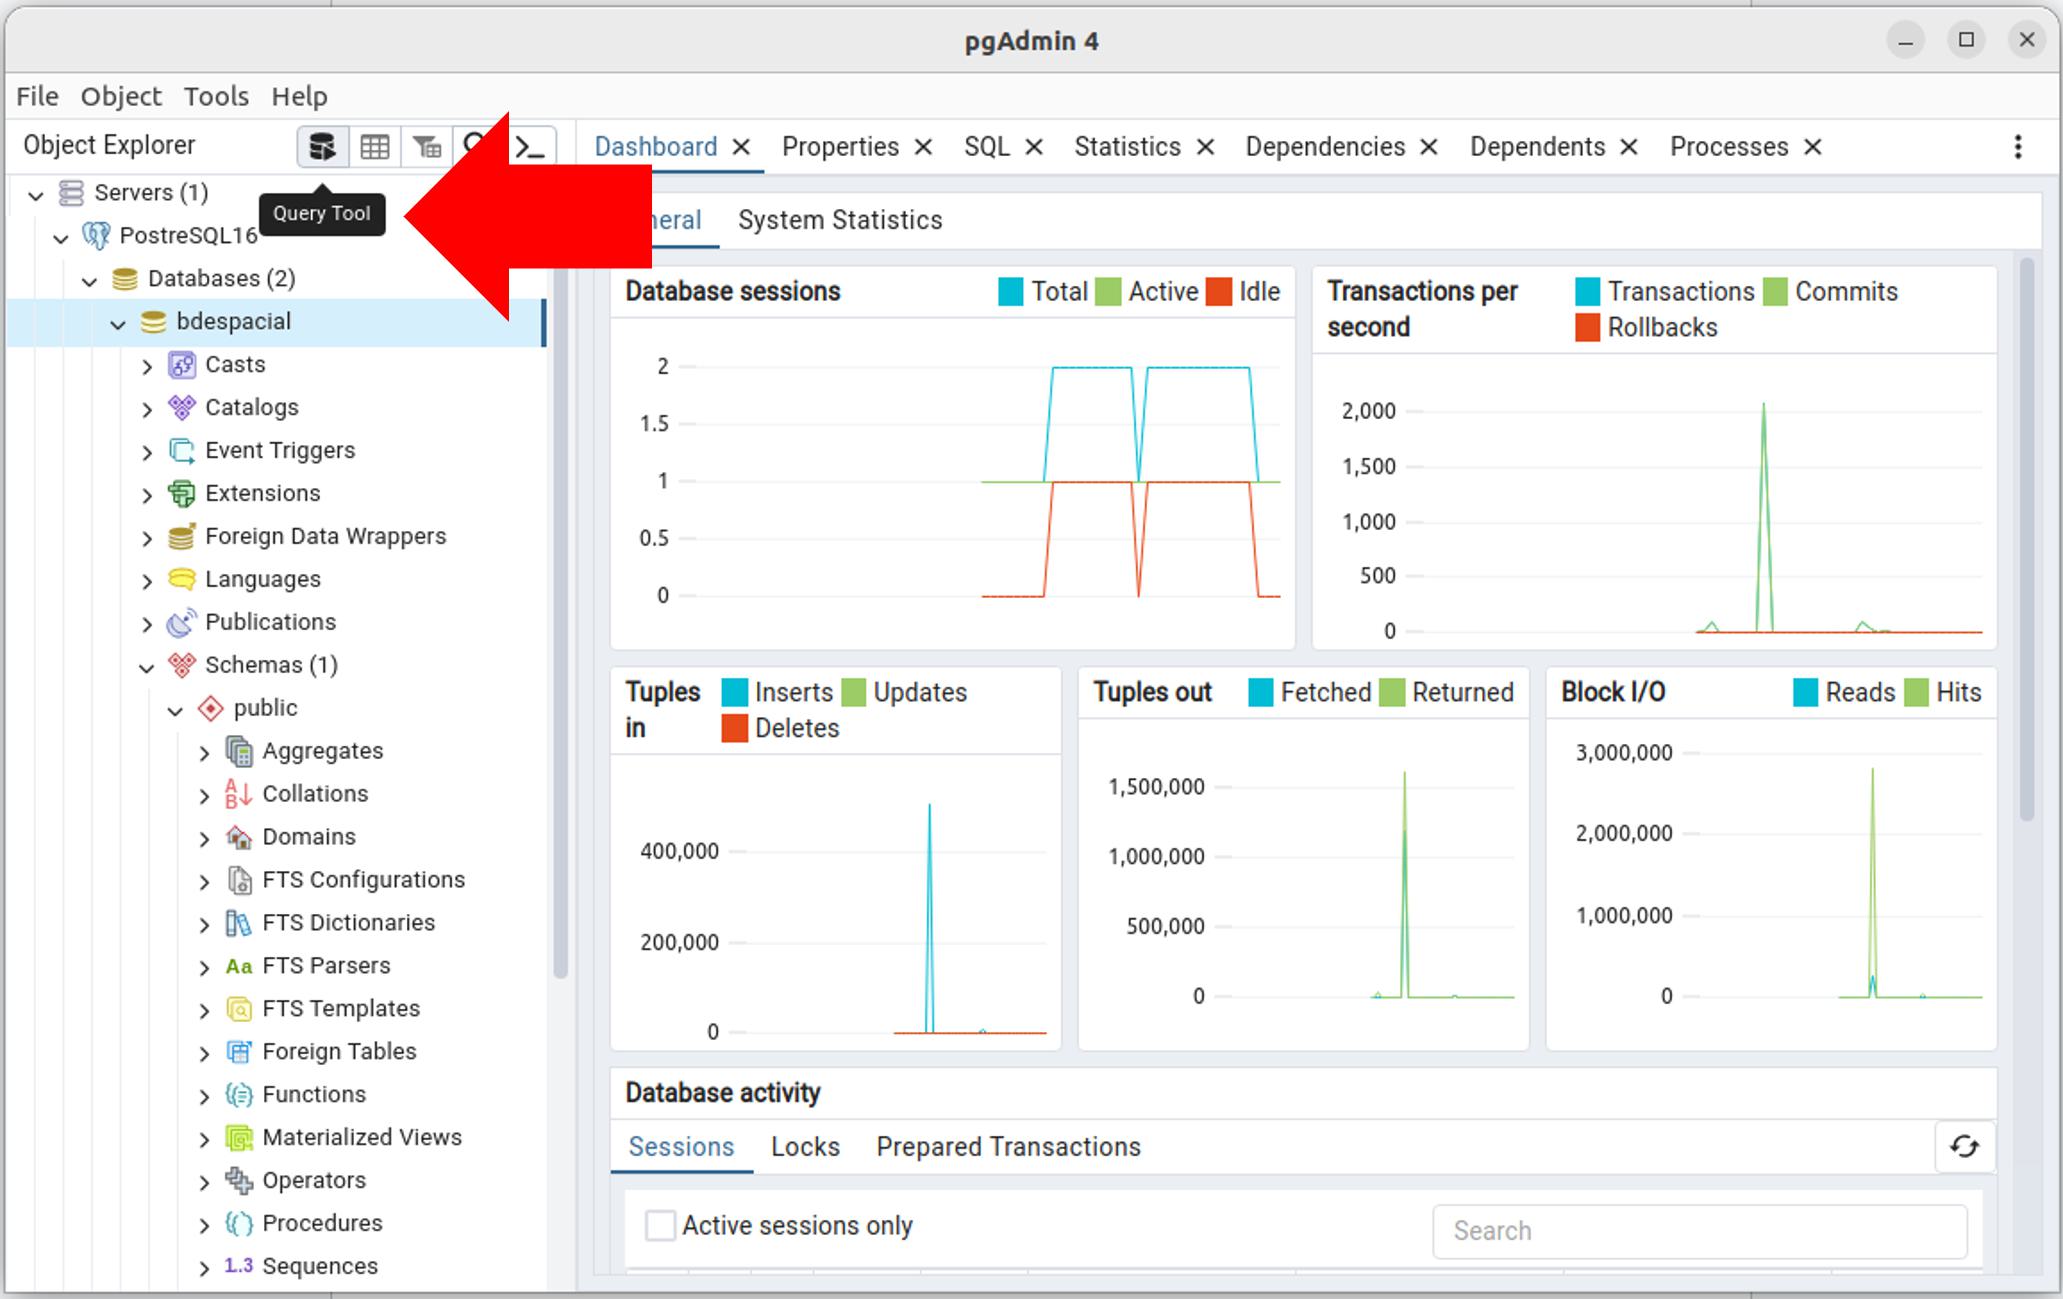 pgAdmin 4
File Object Tools Help
Object Explorer
Dashboard Properties SQL Statistics Dependencies Dependents Processes
Query Tool
Servers (1)
PostreSQL16
Databases (2)
bdespacial
Casts
Catalogs
Event Triggers
Extensions
Foreign Data Wrappers
Languages
Publications
Schemas (1)
public
Aggregates
Collations
Domains
FTS Configurations
FTS Dictionaries
Aa FTS Parsers
FTS Templates
Foreign Tables
Functions
Materialized Views
Operators
Procedures
1..3 Sequences
neral System Statistics
Database sessions Total Active Idle
2
1.5
1
0.5
0
Transactions per second Transactions Commits
Rollbacks
2,000
1,500
1,000
500
0
Tuples in Inserts Updates
Deletes
400,000
200,000
0
Tuples out Fetched Returned
1,500,000
1,000,000
500,000
0
Block I/O Reads Hits
3,000,000
2,000,000
1,000,000
0
Database activity
Sessions Locks Prepared Transactions
Active sessions only
Search